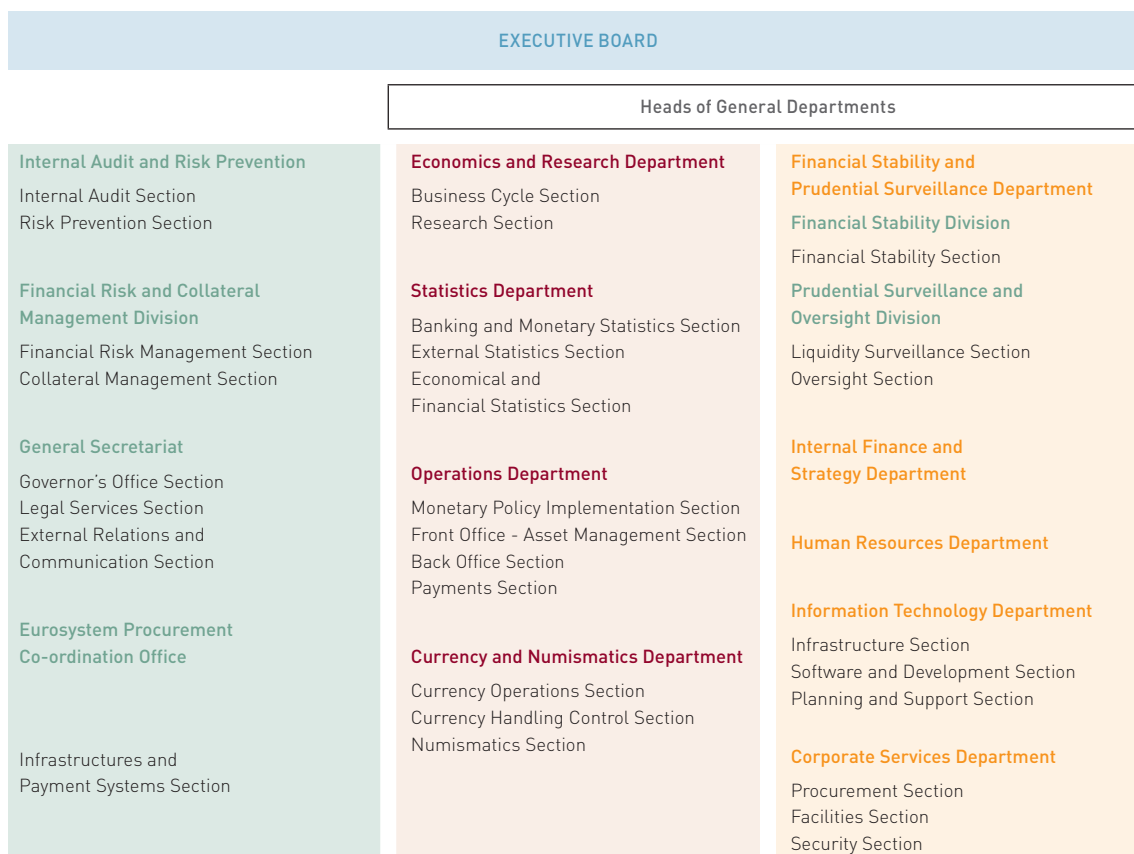 EXECUTIVE BOARD
Heads of General Departments
Internal Audit and Risk Prevention
Internal Audit Section
Risk Prevention Section
Financial Risk and Collateral
Management Division
Financial Risk Management Section
Collateral Management Section
General Secretariat
Governor's Office Section
Legal Services Section
External Relations and
Communication Section
Eurosystem Procurement
Co-ordination Office
Infrastructures and
Payment Systems Section
Economics and Research Department
Business Cycle Section
Research Section
Statistics Department
Banking and Monetary Statistics Section
External Statistics Section
Economical and
Financial Statistics Section
Operations Department
Monetary Policy Implementation Section
Front Office - Asset Management Section
Back Office Section
Payments Section
Currency and Numismatics Department
Currency Operations Section
Currency Handling Control Section
Numismatics Section
Financial Stability and
Prudential Surveillance Department
Financial Stability Division
Financial Stability Section
Prudential Surveillance and
Oversight Division
Liquidity Surveillance Section
Oversight Section
Internal Finance and
Strategy Department
Human Resources Department
Information Technology Department
Infrastructure Section
Software and Development Section
Planning and Support Section
Corporate Services Department
Procurement Section
Facilities Section
Security Section